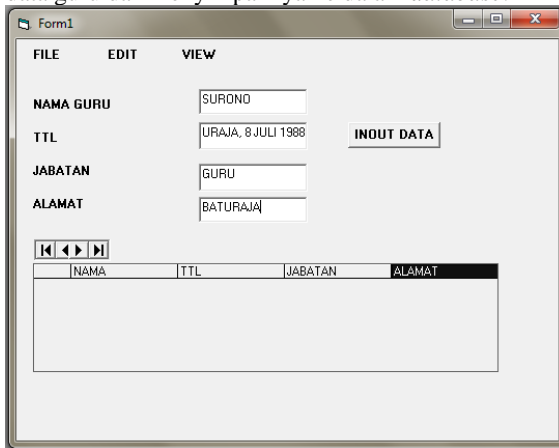 Form1
FILE EDIT VIEW
NAMA GURU SURONO
TTL URAJA, 8 JULI 1988 INOUT DATA
JABATAN GURU
ALAMAT BATURAJA
NAMA TTL JABATAN ALAMAT